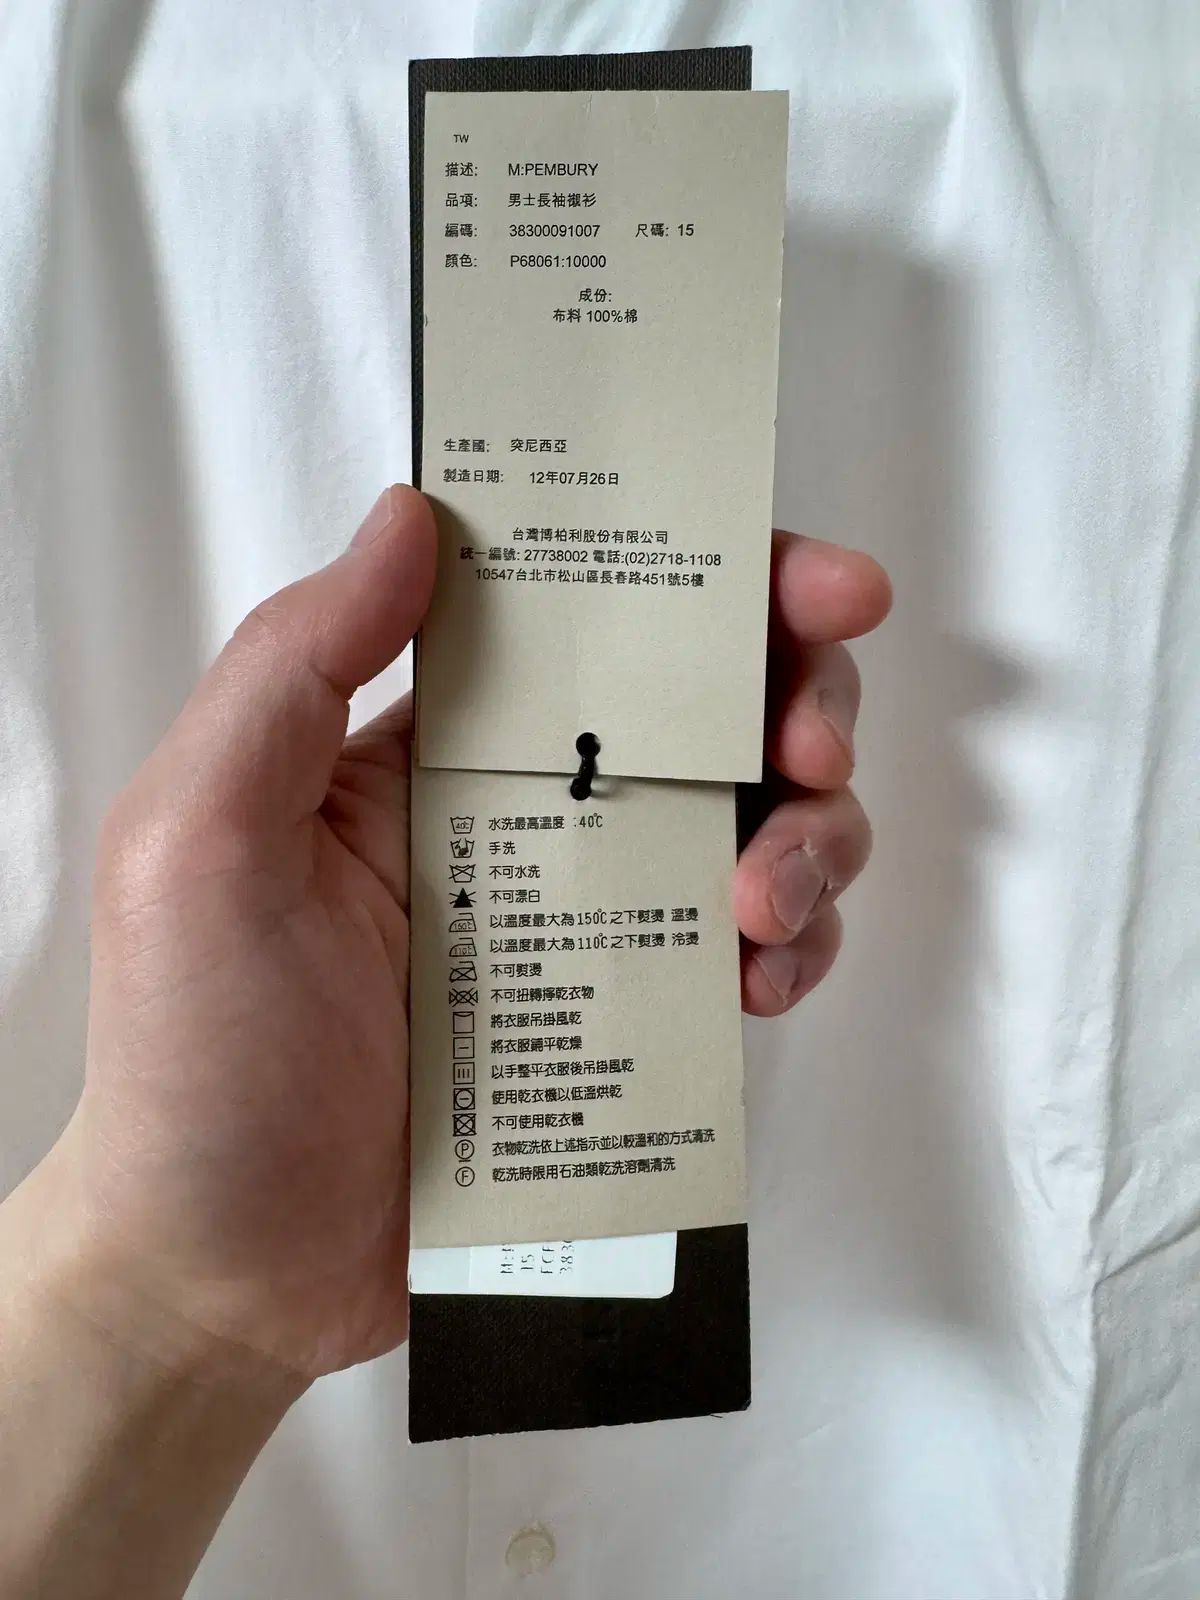 TW
描述: M:PEMBURY
品項: 男士長袖襯衫
編碼: 38300091007 尺碼: 15
顏色: P68061:10000
成份:
布料 100%棉
生產國: 突尼西亞
製造日期: 12年07月26日
台灣博柏利股份有限公司
統一編號: 27738002 電話:(02)2718-1108
10547台北市松山區長春路451號5樓
40℃ 水洗最高溫度 :40℃
手洗
不可水洗
不可漂白
150℃ 以溫度最大為150℃之下熨燙 溫燙
110℃ 以溫度最大為110℃之下熨燙 冷燙
不可熨燙
不可扭轉擰乾衣物
將衣服吊掛風乾
將衣服鋪平乾燥
以手整平衣服後吊掛風乾
使用乾衣機以低溫烘乾
不可使用乾衣機
P 衣物乾洗依上述指示並以較溫和的方式清洗
F 乾洗時限用石油類乾洗溶劑清洗
15